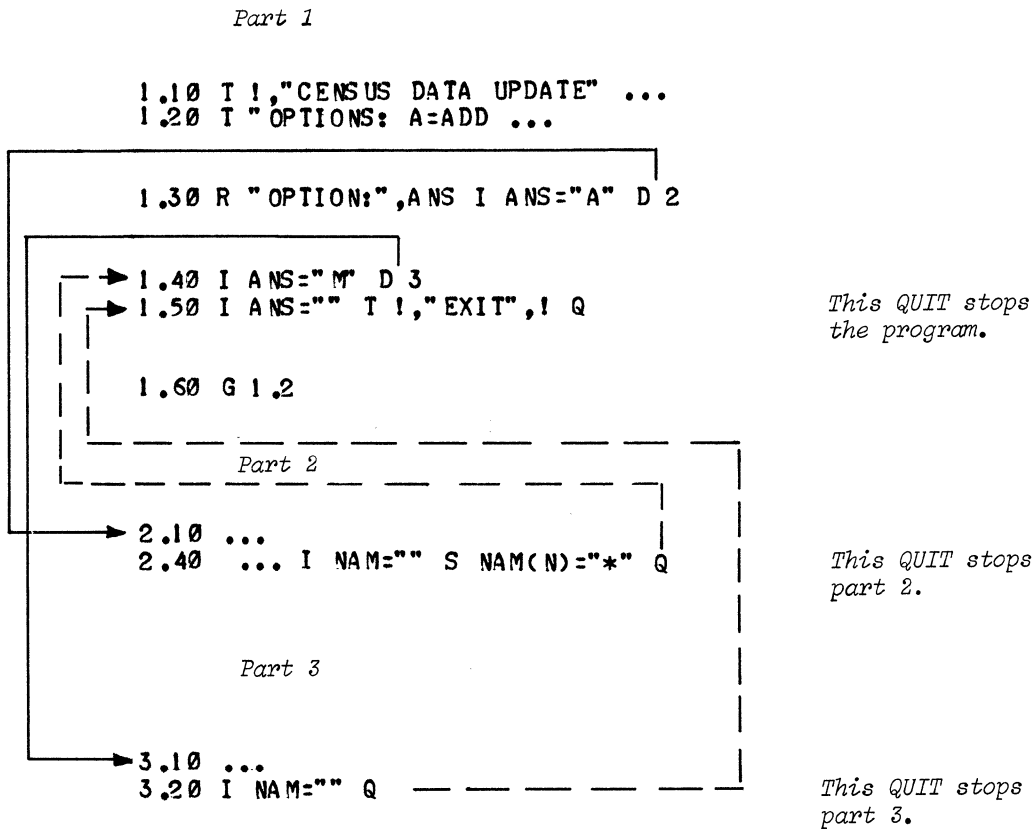 Part 1
1.10 T !,"CENSUS DATA UPDATE" ...
1.20 T "OPTIONS: A=ADD ...
1.30 R "OPTION:",ANS I ANS="A" D 2
1.40 I ANS="M" D 3
1.50 I ANS="" T !,"EXIT",! Q
This QUIT stops
the program.
1.60 G 1.2
Part 2
2.10 ...
2.40 ... I NAM="" S NAM(N)="*" Q
This QUIT stops
part 2.
Part 3
3.10 ...
3.20 I NAM="" Q
This QUIT stops
part 3.